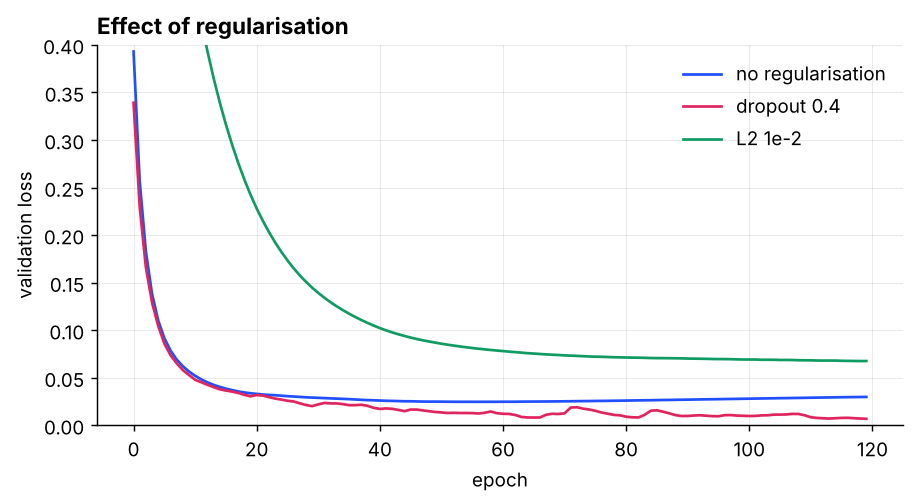 Effect of regularisation
0.40
0.35
0.30
0.25
0.20
0.15
0.10
0.05
0.00
validation loss
no regularisation
dropout 0.4
L2 1e-2
0 20 40 60 80 100 120
epoch